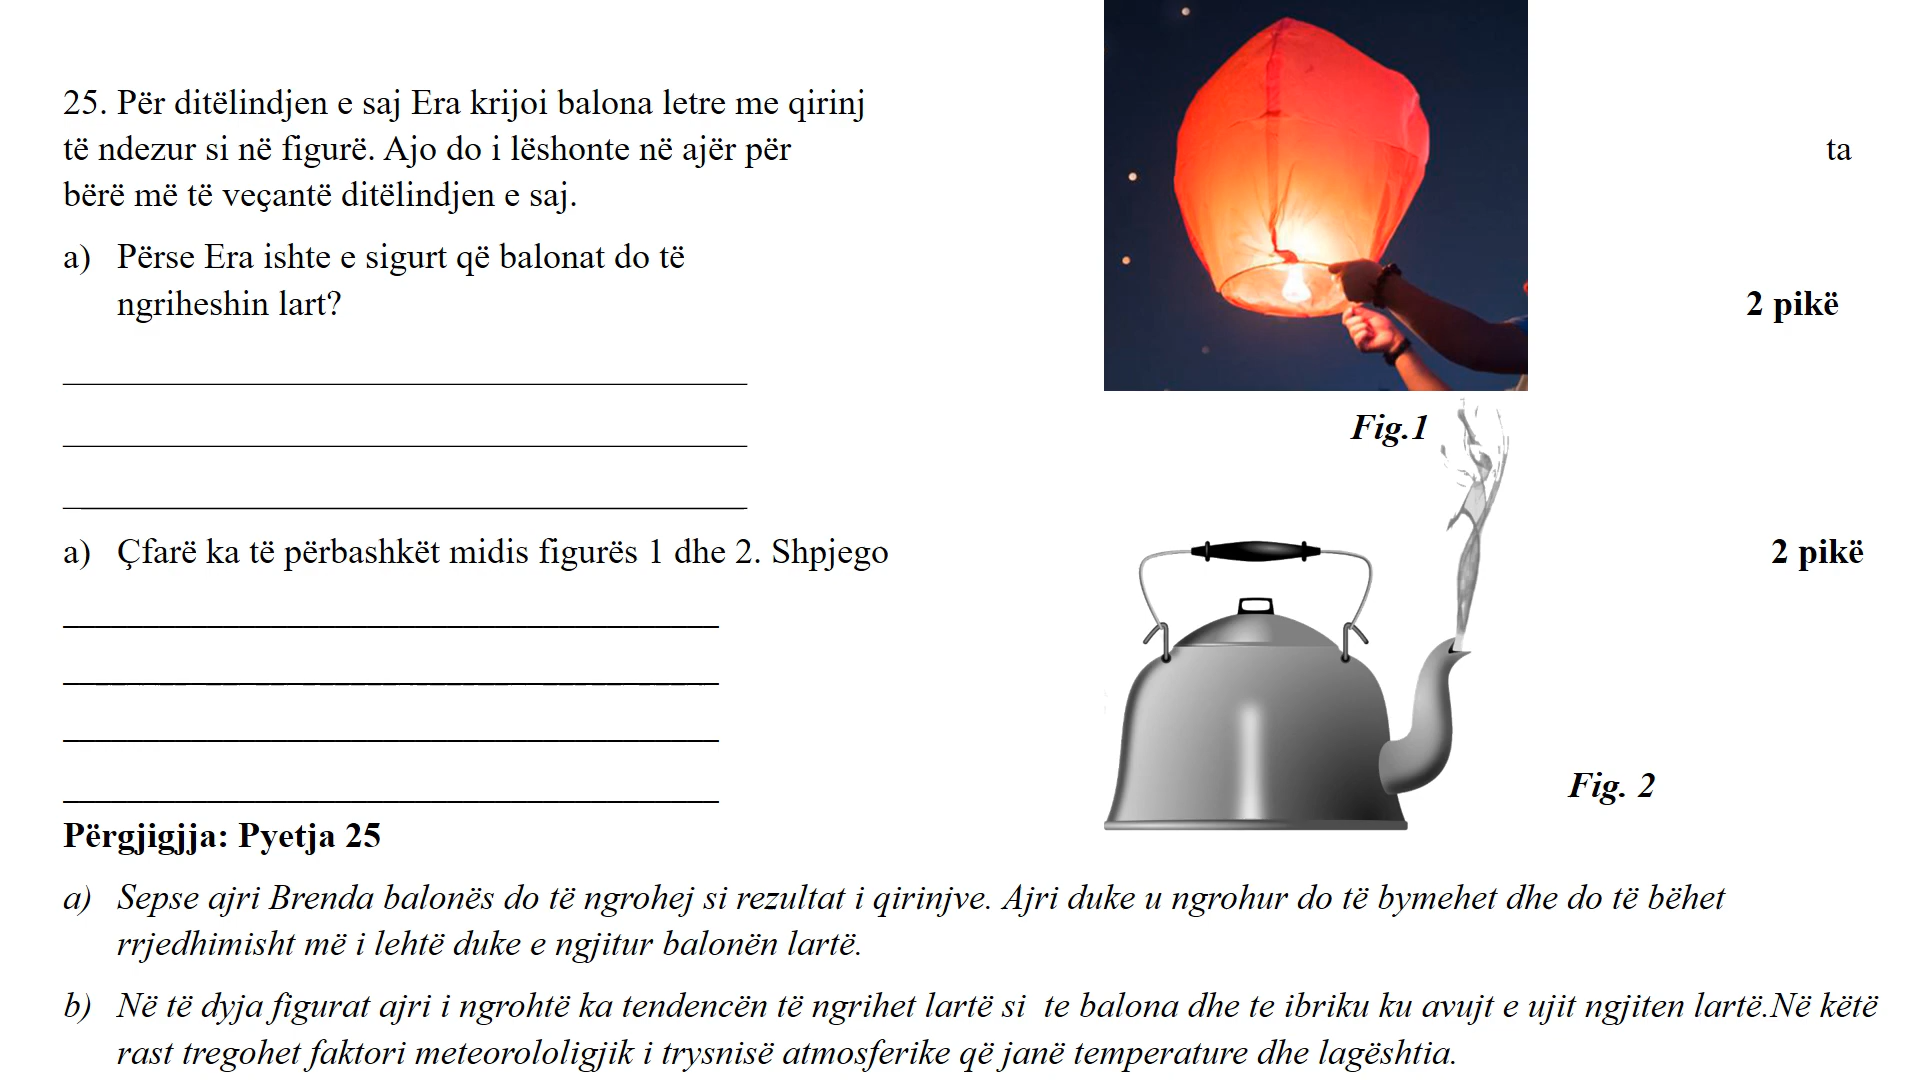 25. Për ditëlindjen e saj Era krijoi balona letre me qirinj
të ndezur si në figurë. Ajo do i lëshonte në ajër për ta
bërë më të veçantë ditëlindjen e saj.
a) Përse Era ishte e sigurt që balonat do të
ngriheshin lart? 2 pikë
Fig.1
a) Çfarë ka të përbashkët midis figurës 1 dhe 2. Shpjego 2 pikë
Fig. 2
Përgjigjja: Pyetja 25
a) Sepse ajri Brenda balonës do të ngrohej si rezultat i qirinjve. Ajri duke u ngrohur do të bymehet dhe do të bëhet
rrjedhimisht më i lehtë duke e ngjitur balonën lartë.
b) Në të dyja figurat ajri i ngrohtë ka tendencën të ngrihet lartë si te balona dhe te ibriku ku avujt e ujit ngjiten lartë.Në këtë
rast tregohet faktori meteorololigjik i trysnisë atmosferike që janë temperature dhe lagështia.